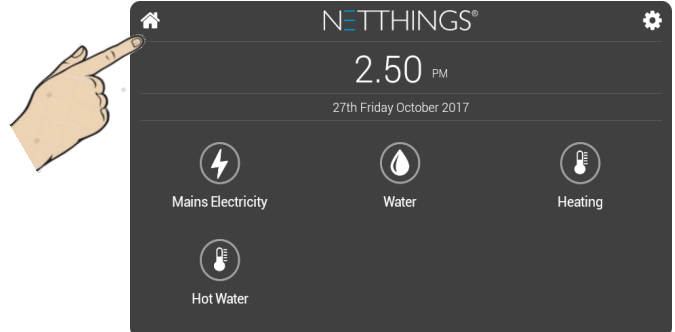 NETTHINGS®
2.50 PM
27th Friday October 2017
Mains Electricity
Water
Heating
Hot Water